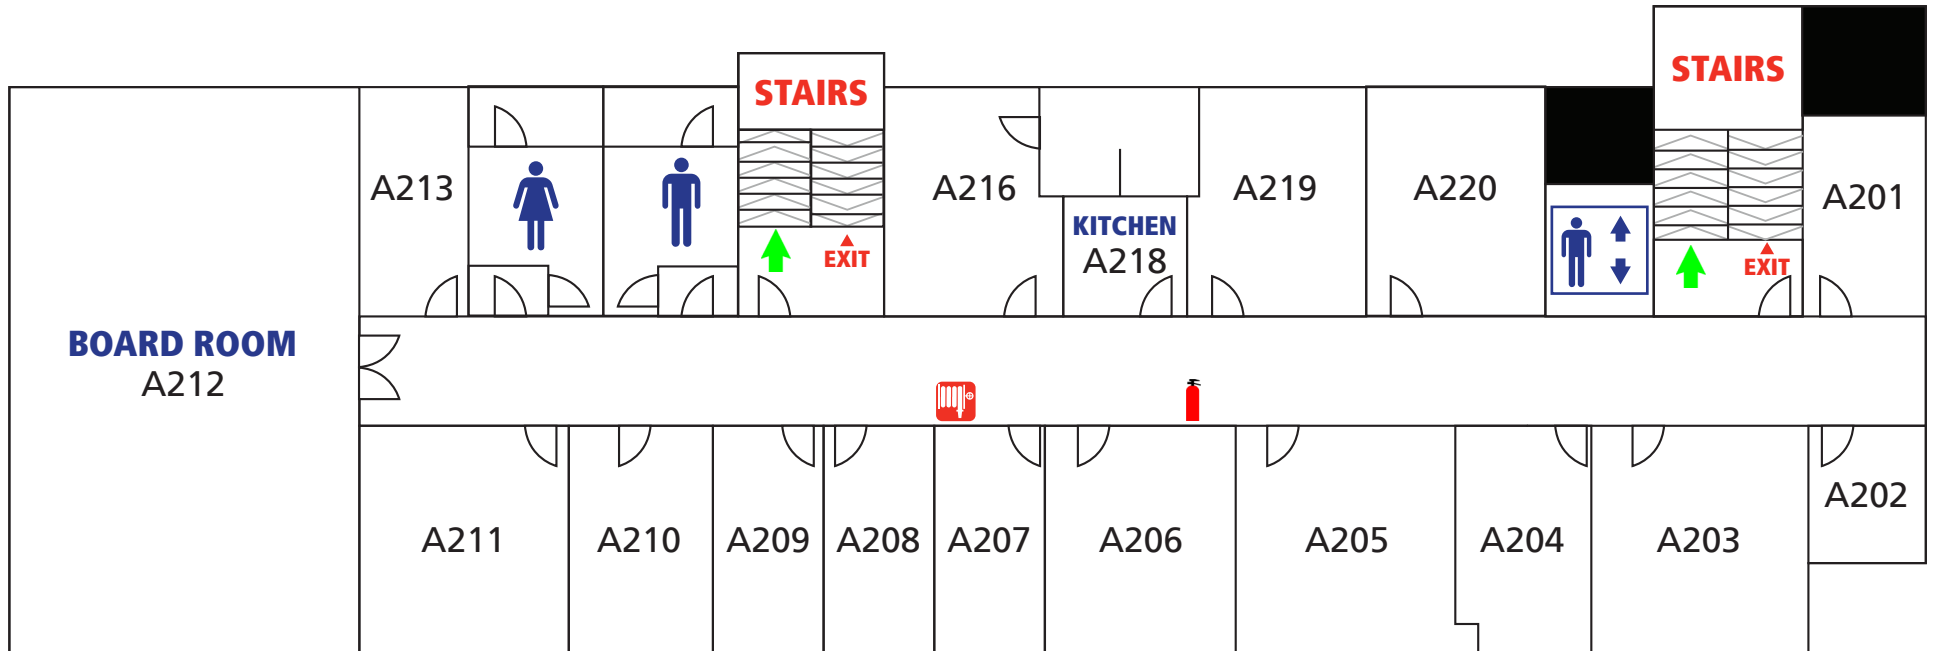 STAIRS
STAIRS
A213
A216
A219
A220
A201
KITCHEN
A218
EXIT
EXIT
BOARD ROOM
A212
A211
A210
A209
A208
A207
A206
A205
A204
A203
A202